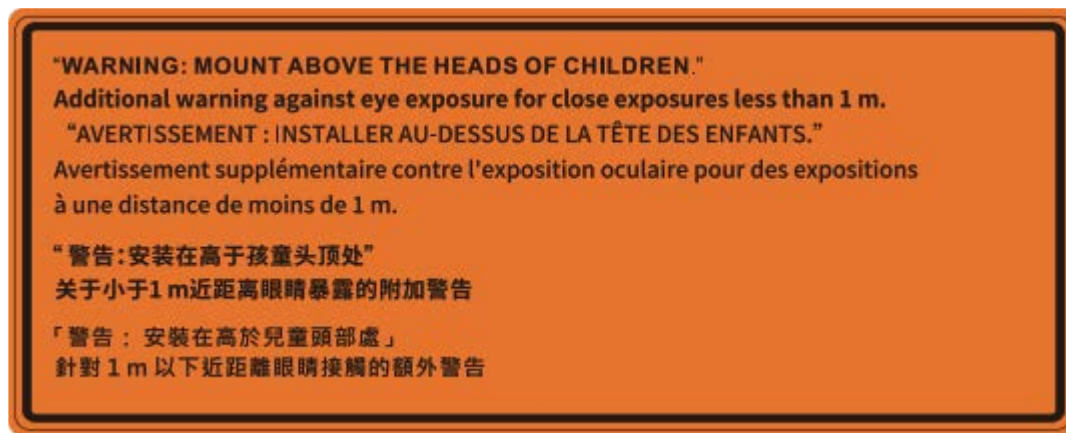 “WARNING: MOUNT ABOVE THE HEADS OF CHILDREN.”
Additional warning against eye exposure for close exposures less than 1 m.
“AVERTISSEMENT : INSTALLER AU-DESSUS DE LA TÊTE DES ENFANTS.”
Avertissement supplémentaire contre l'exposition oculaire pour des expositions
à une distance de moins de 1 m.
“警告:安装在高于孩童头顶处”
关于小于1 m近距离眼睛暴露的附加警告
「警告： 安裝在高於兒童頭部處」
針對 1 m 以下近距離眼睛接觸的額外警告